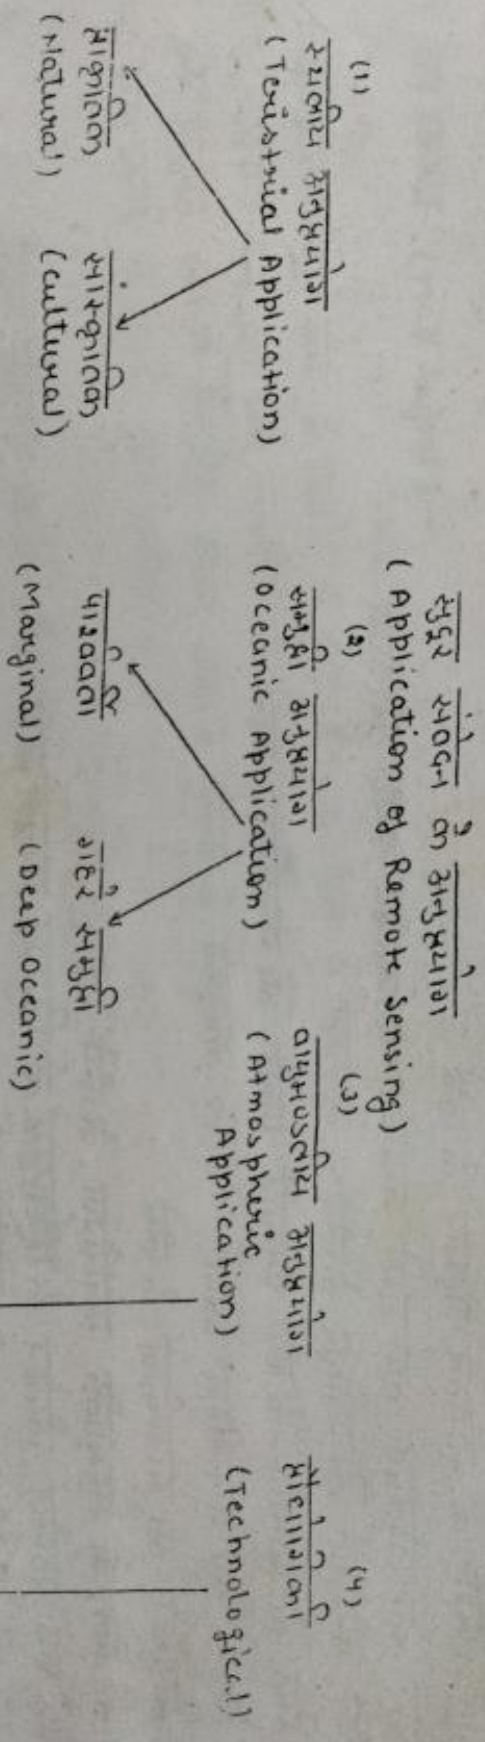 सुदूर संवेदन के अनुप्रयोग
(Application of Remote Sensing)
(1)
स्थलीय अनुप्रयोग
(Teristrial Application)
प्राकृतिक
(Natural)
सांस्कृतिक
(Cultural)
(2)
समुद्री अनुप्रयोग
(Oceanic Application)
पार्श्ववर्ती
(Marginal)
गहरे समुद्री
(Deep Oceanic)
(3)
वायुमण्डलीय अनुप्रयोग
(Atmospheric
Application)
(4)
प्रौद्योगिकी
(Technological)